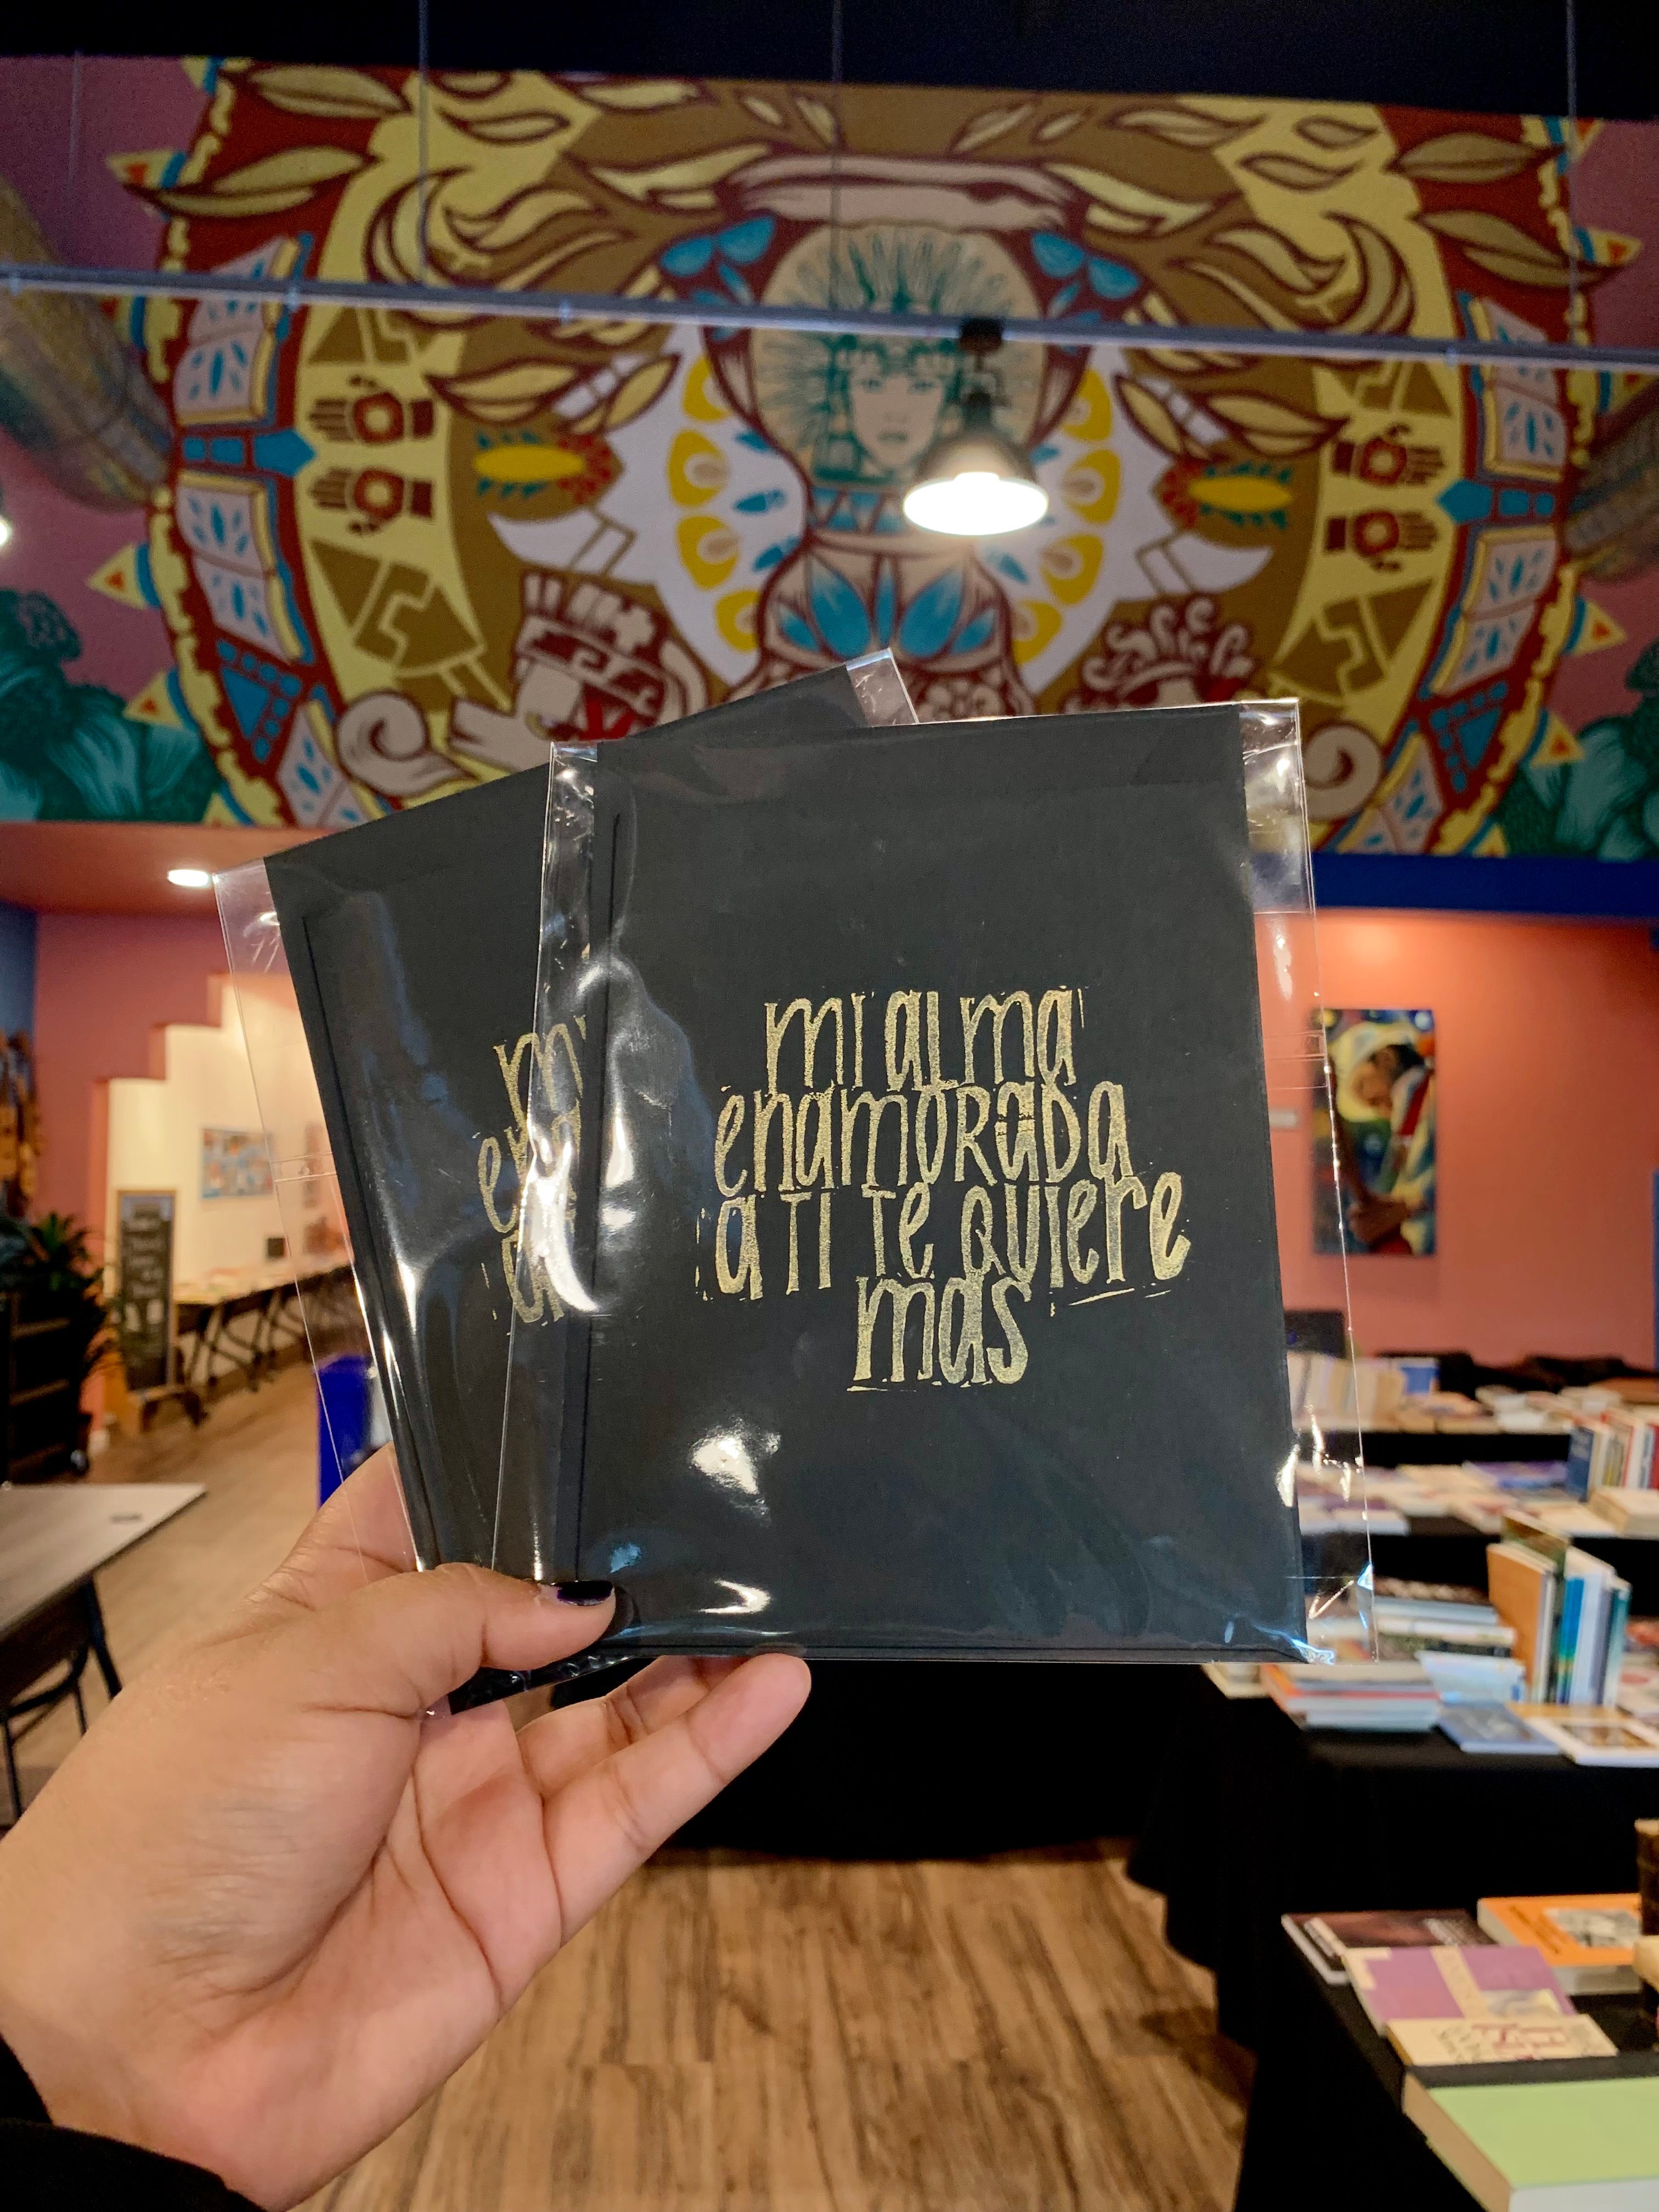 mi alma
enamoRaDa
a TI Te QUiere
mas
m
e
a